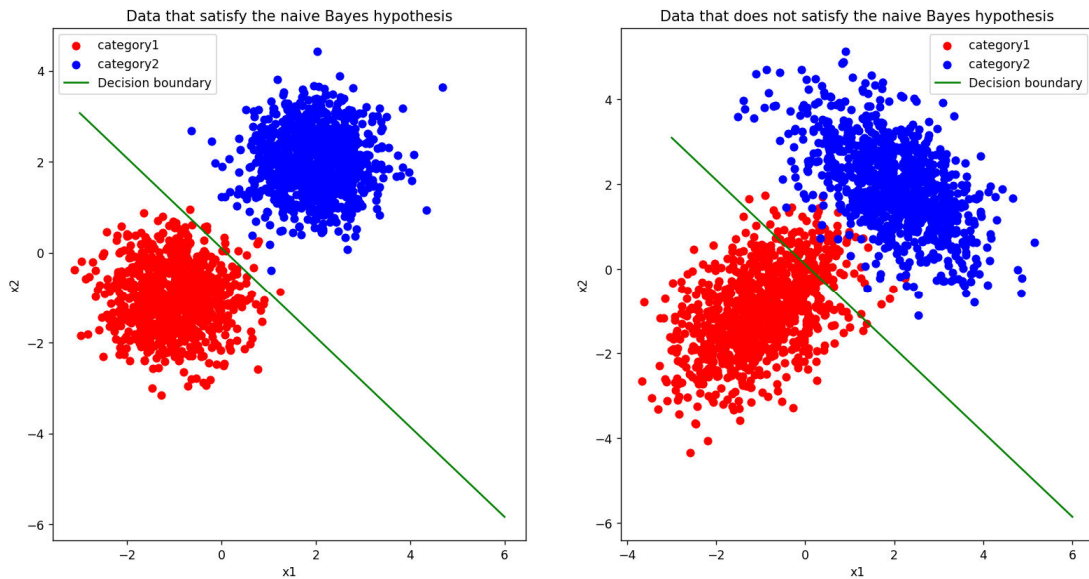 Data that satisfy the naive Bayes hypothesis
category1
category2
Decision boundary
4
2
0
−2
−4
−6
x2
−2
0
2
4
6
x1
Data that does not satisfy the naive Bayes hypothesis
category1
category2
Decision boundary
4
2
0
−2
−4
−6
x2
−4
−2
0
2
4
6
x1